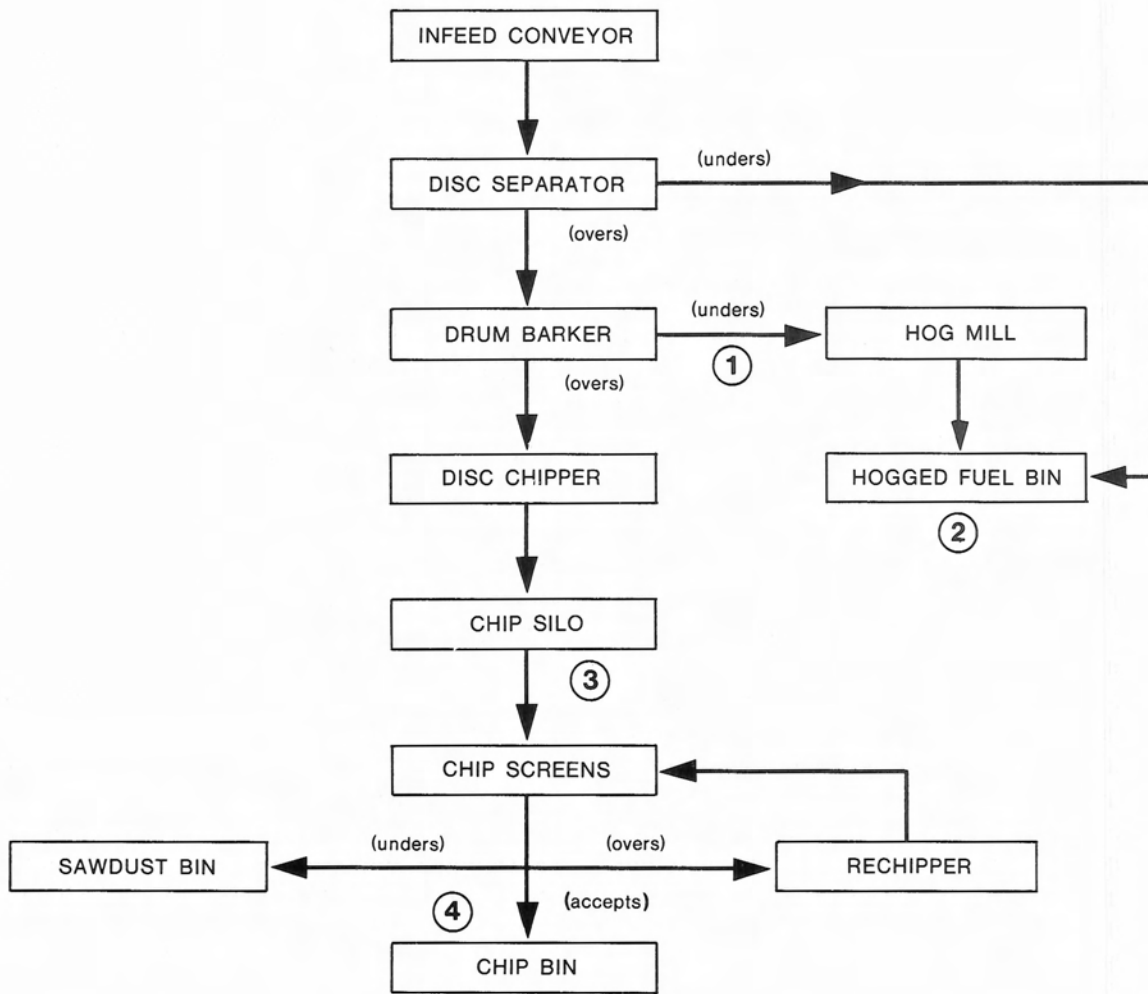 INFEED CONVEYOR
(unders)
DISC SEPARATOR
(overs)
(unders)
DRUM BARKER
HOG MILL
1
(overs)
DISC CHIPPER
HOGGED FUEL BIN
2
CHIP SILO
3
CHIP SCREENS
(unders)
(overs)
SAWDUST BIN
RECHIPPER
4
(accepts)
CHIP BIN